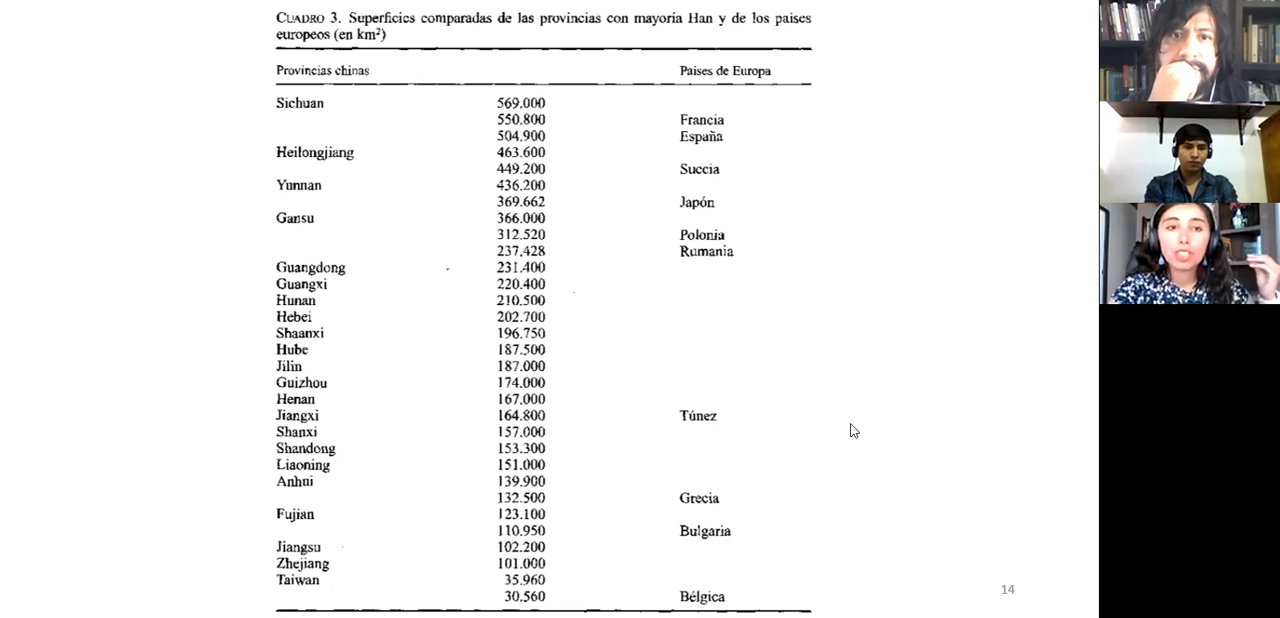 CUADRO 3. Superficies comparadas de las provincias con mayoría Han y de los paises
europeos (en km²)
Provincias chinas Paises de Europa
Sichuan 569.000
550.800 Francia
504.900 España
Heilongjiang 463.600
449.200 Succia
Yunnan 436.200
369.662 Japón
Gansu 366.000
312.520 Polonia
237.428 Rumania
Guangdong 231.400
Guangxi 220.400
Hunan 210.500
Hebei 202.700
Shaanxi 196.750
Hube 187.500
Jilin 187.000
Guizhou 174.000
Henan 167.000
Jiangxi 164.800 Túnez
Shanxi 157.000
Shandong 153.300
Liaoning 151.000
Anhui 139.900
132.500 Grecia
Fujian 123.100
110.950 Bulgaria
Jiangsu 102.200
Zhejiang 101.000
Taiwan 35.960
30.560 Bélgica
14